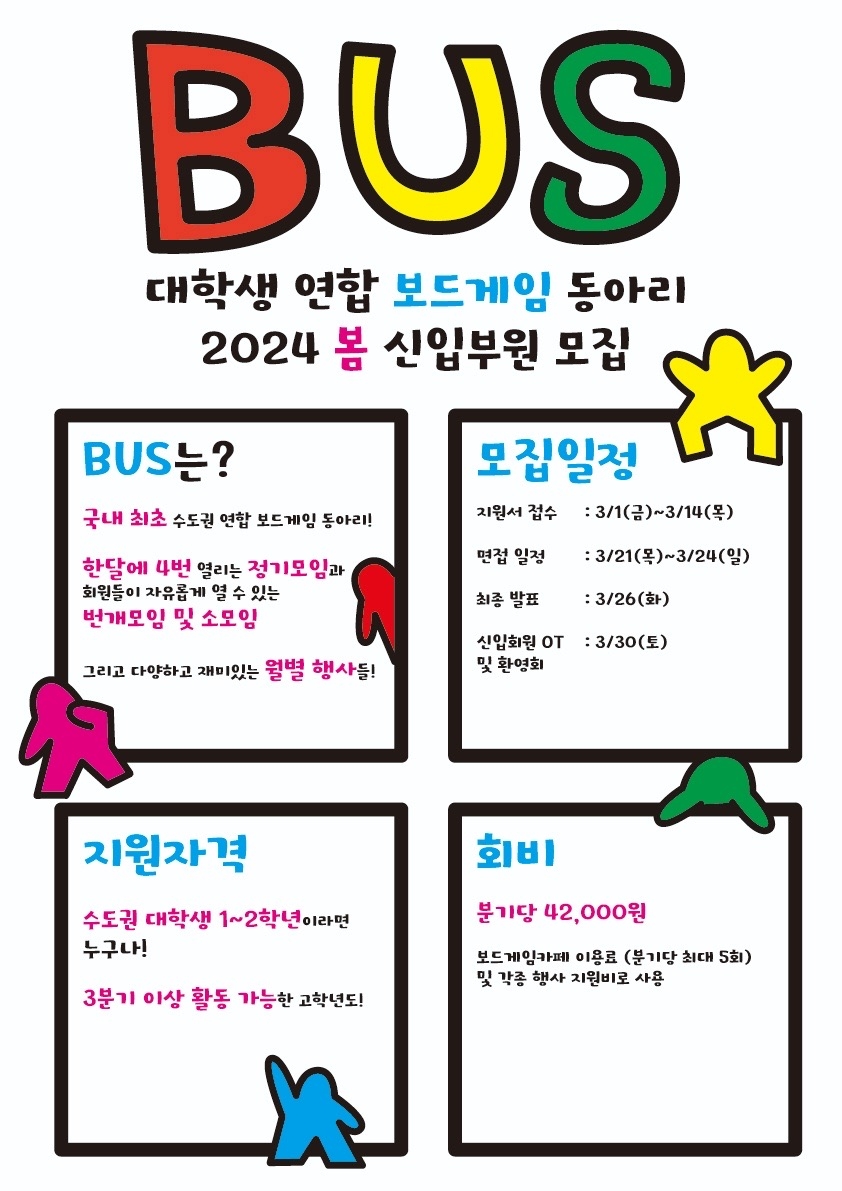 BUS
대학생 연합 보드게임 동아리
2024 봄 신입부원 모집
BUS는?
국내 최초 수도권 연합 보드게임 동아리!
한달에 4번 열리는 정기모임과
회원들이 자유롭게 열 수 있는
번개모임 및 소모임
그리고 다양하고 재미있는 월별 행사들!
모집일정
지원서 접수 : 3/1(금)~3/14(목)
면접 일정 : 3/21(목)~3/24(일)
최종 발표 : 3/26(화)
신입회원 OT : 3/30(토)
및 환영회
지원자격
수도권 대학생 1~2학년이라면
누구나!
3분기 이상 활동 가능한 고학년도!
회비
분기당 42,000원
보드게임카페 이용료 (분기당 최대 5회)
및 각종 행사 지원비로 사용